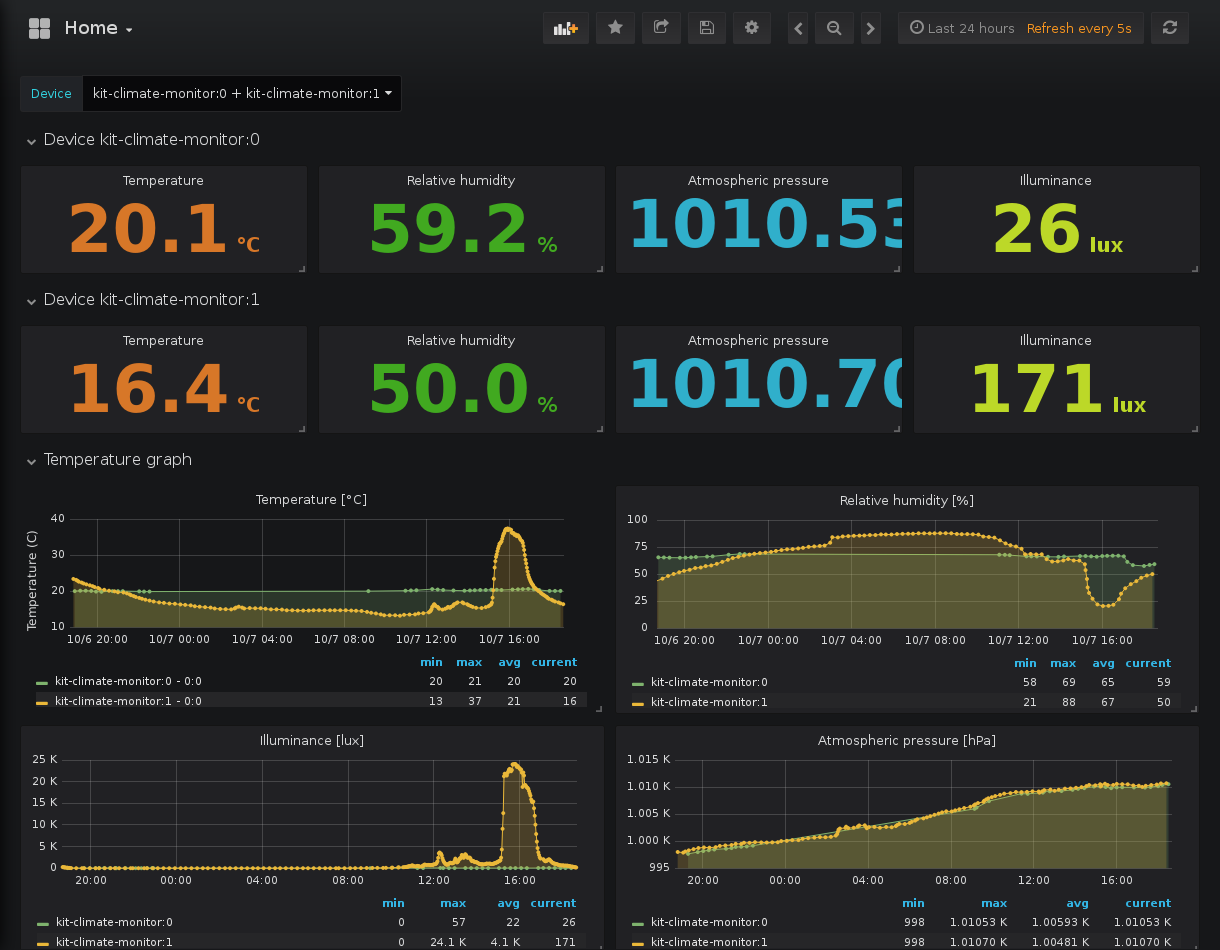 Home
Last 24 hours Refresh every 5s
Device kit-climate-monitor:0 + kit-climate-monitor:1
Device kit-climate-monitor:0
Temperature Relative humidity Atmospheric pressure Illuminance
20.1 °C 59.2 % 1010.53 26 lux
Device kit-climate-monitor:1
Temperature Relative humidity Atmospheric pressure Illuminance
16.4 °C 50.0 % 1010.70 171 lux
Temperature graph
Temperature [°C]
Temperature (C)
40
30
20
10
10/6 20:00 10/7 00:00 10/7 04:00 10/7 08:00 10/7 12:00 10/7 16:00
min max avg current
kit-climate-monitor:0 - 0:0 20 21 20 20
kit-climate-monitor:1 - 0:0 13 37 21 16
Relative humidity [%]
100
75
50
25
0
10/6 20:00 10/7 00:00 10/7 04:00 10/7 08:00 10/7 12:00 10/7 16:00
min max avg current
kit-climate-monitor:0 58 69 65 59
kit-climate-monitor:1 21 88 67 50
Illuminance [lux]
25 K
20 K
15 K
10 K
5 K
0
20:00 00:00 04:00 08:00 12:00 16:00
min max avg current
kit-climate-monitor:0 0 57 22 26
kit-climate-monitor:1 0 24.1 K 4.1 K 171
Atmospheric pressure [hPa]
1.015 K
1.010 K
1.005 K
1.000 K
995
20:00 00:00 04:00 08:00 12:00 16:00
min max avg current
kit-climate-monitor:0 998 1.01053 K 1.00593 K 1.01053 K
kit-climate-monitor:1 998 1.01070 K 1.00481 K 1.01070 K